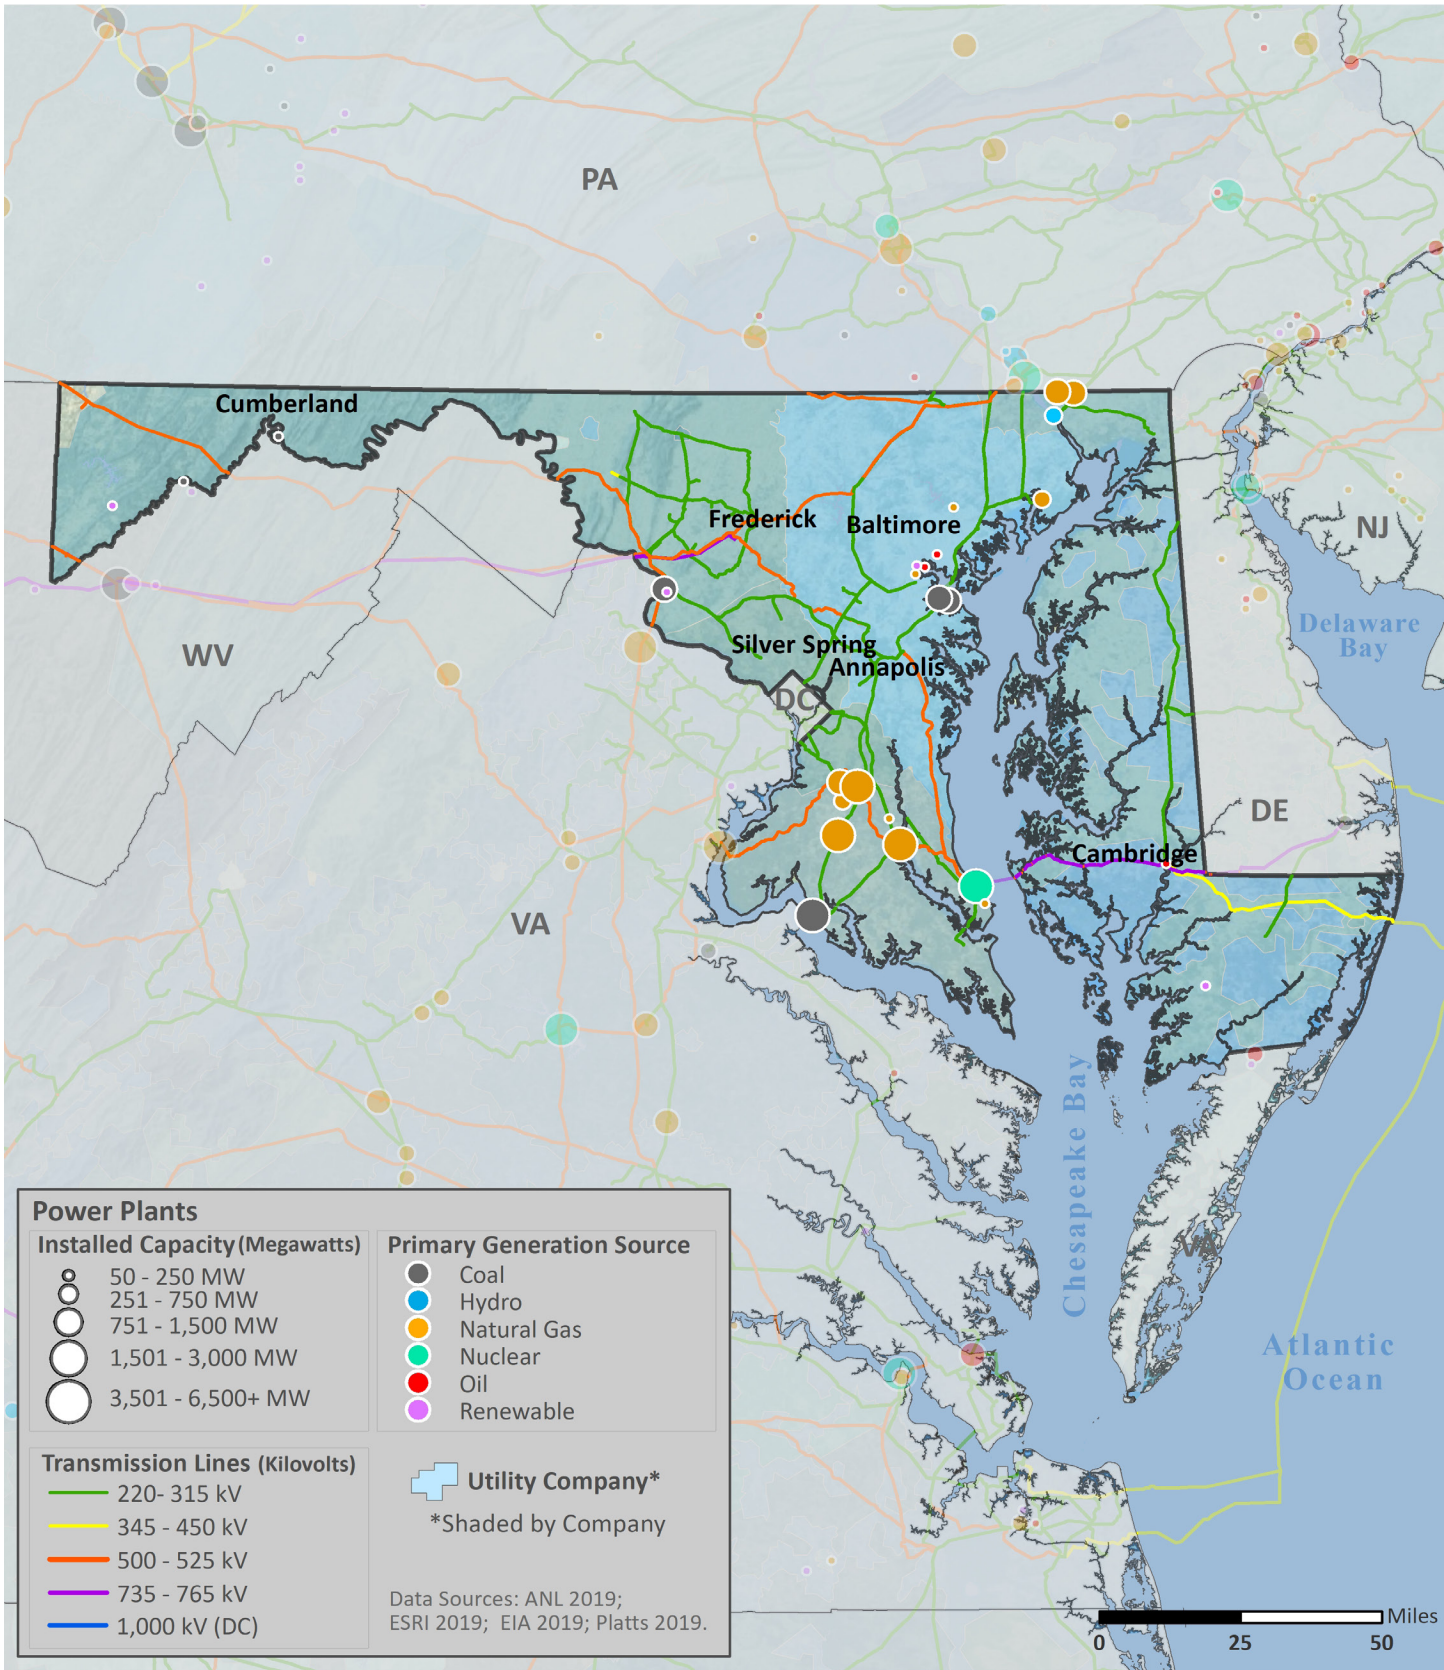 PA
Cumberland
Frederick
Baltimore
NJ
Delaware
Bay
WV
Silver Spring
Annapolis
DC
DE
Cambridge
VA
Chesapeake Bay
VA
Atlantic
Ocean
Power Plants
Installed Capacity (Megawatts)
50 - 250 MW
251 - 750 MW
751 - 1,500 MW
1,501 - 3,000 MW
3,501 - 6,500+ MW
Primary Generation Source
Coal
Hydro
Natural Gas
Nuclear
Oil
Renewable
Transmission Lines (Kilovolts)
220- 315 kV
345 - 450 kV
500 - 525 kV
735 - 765 kV
1,000 kV (DC)
Utility Company*
*Shaded by Company
Data Sources: ANL 2019;
ESRI 2019; EIA 2019; Platts 2019.
Miles
0 25 50